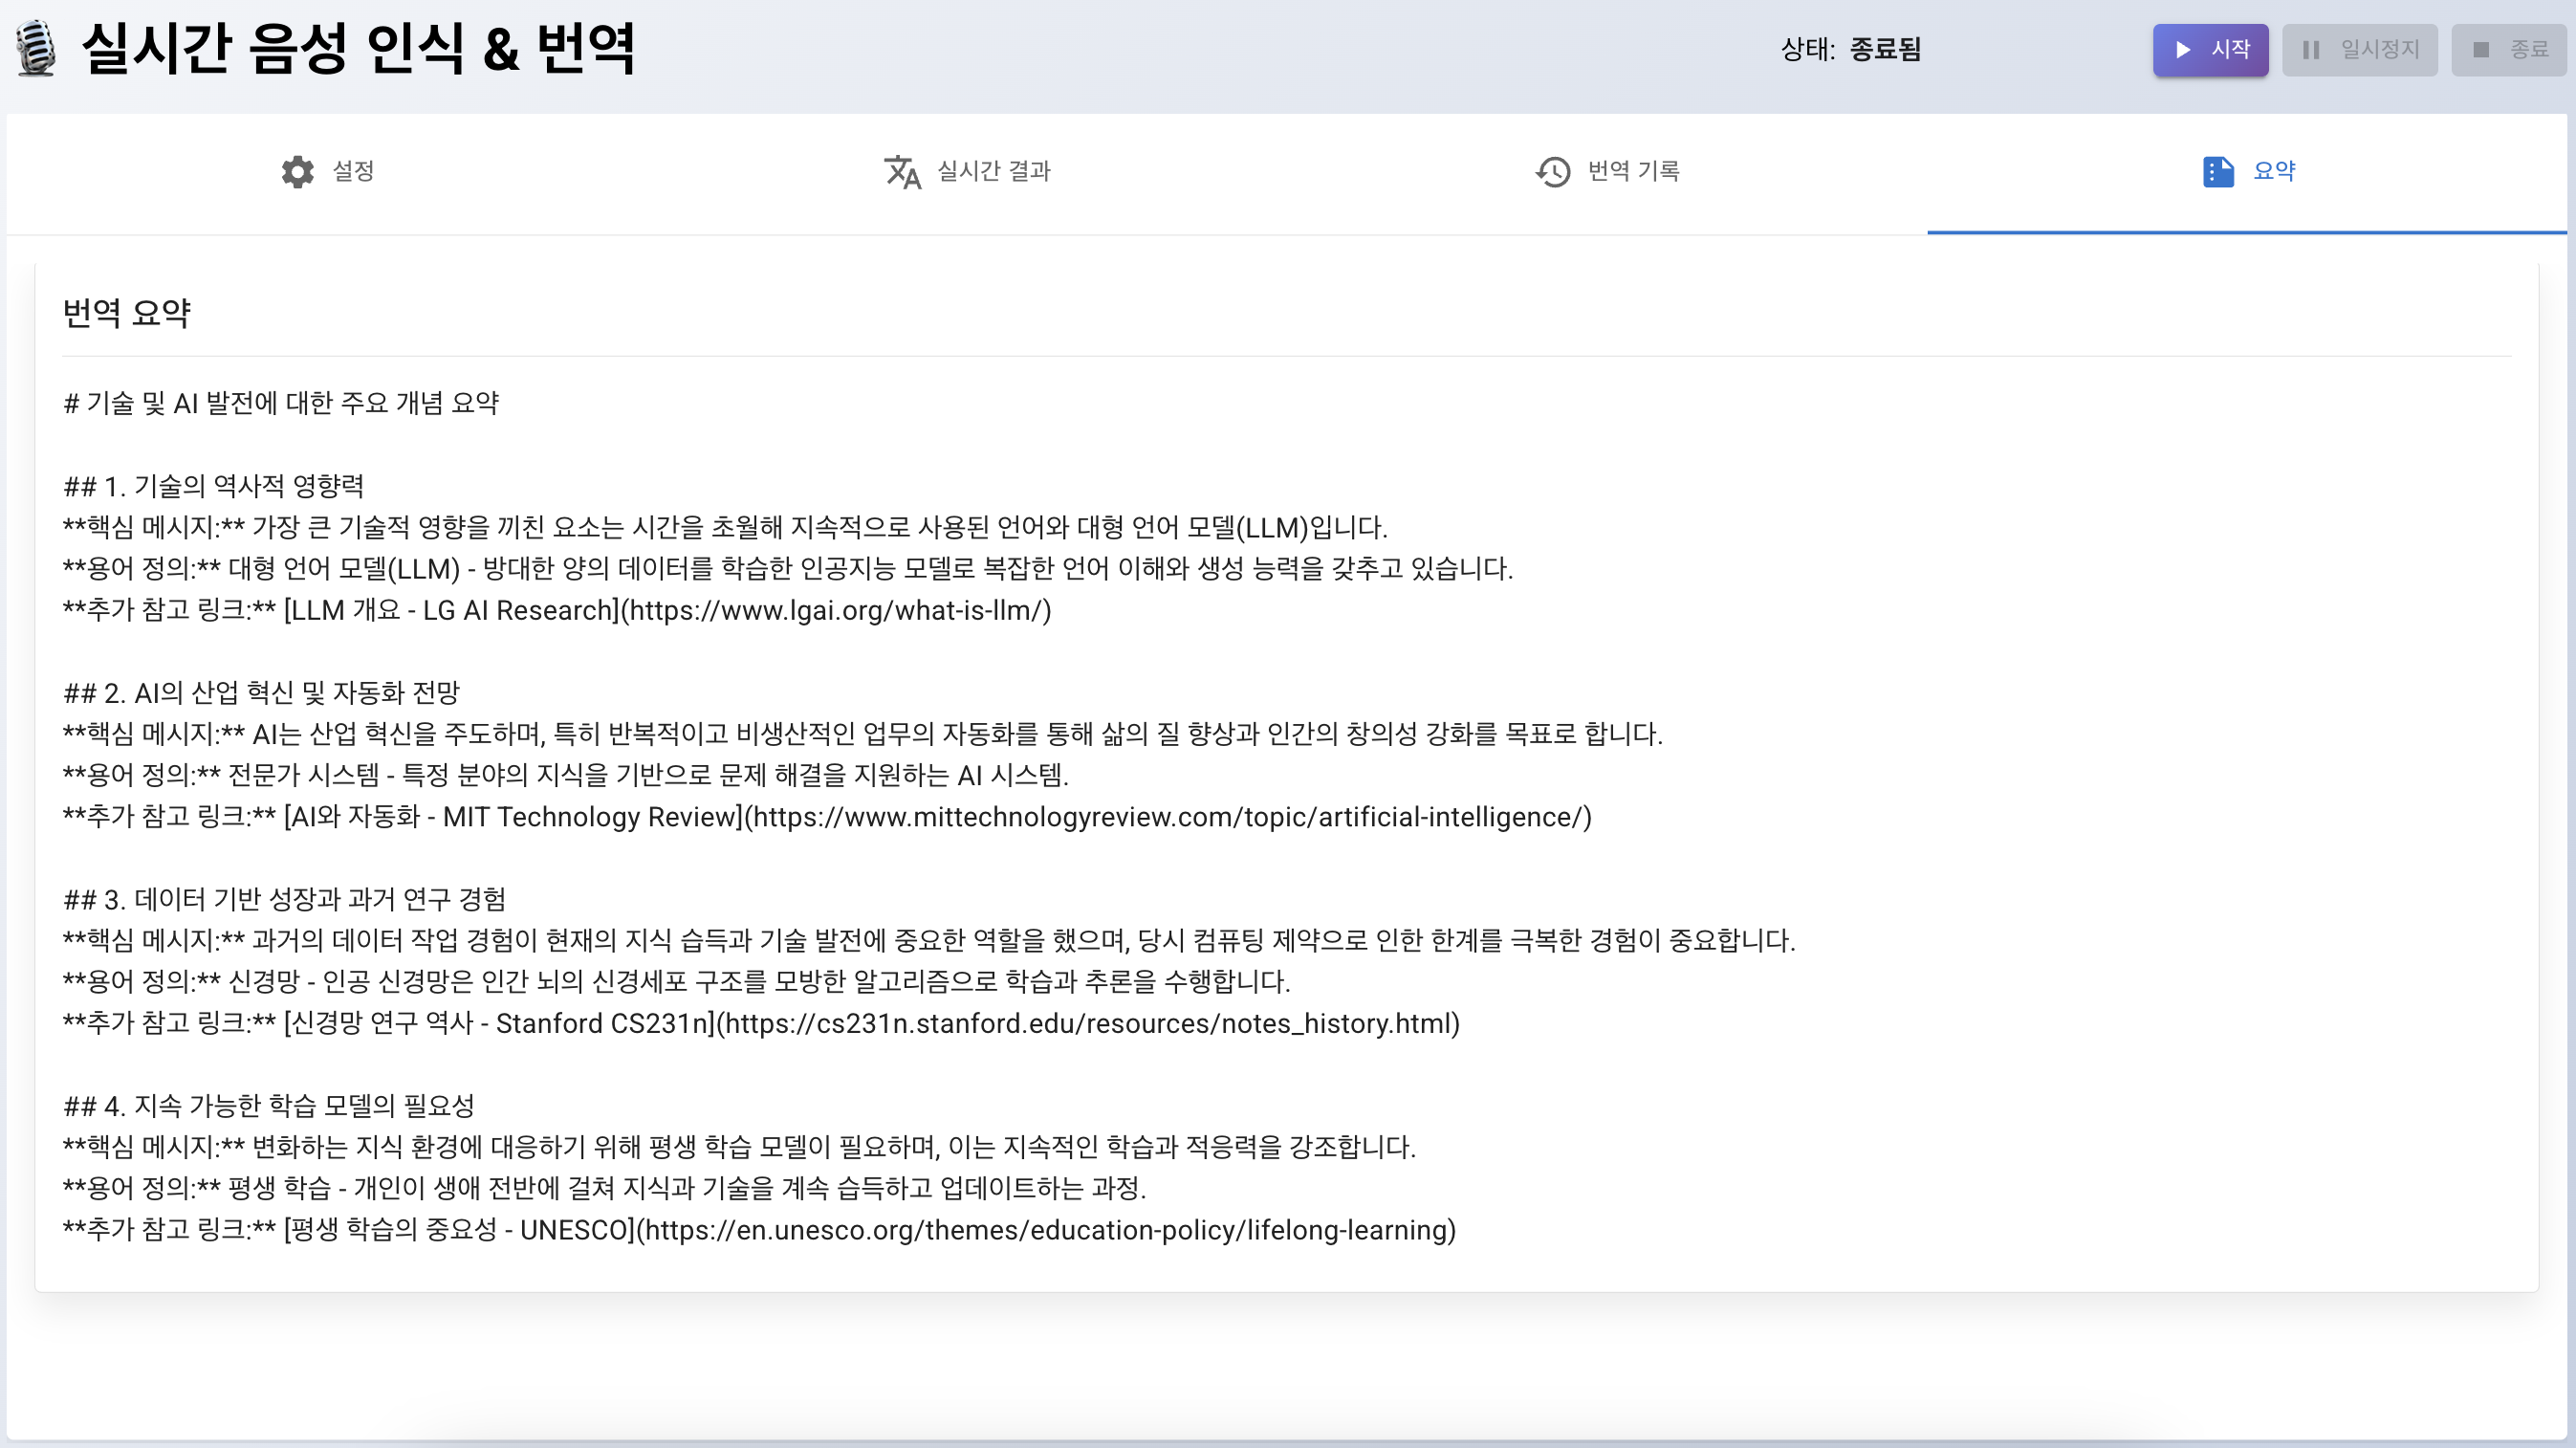 실시간 음성 인식 & 번역
상태: 종료됨
시작
일시정지
종료
설정
실시간 결과
번역 기록
요약
번역 요약
# 기술 및 AI 발전에 대한 주요 개념 요약
## 1. 기술의 역사적 영향력
**핵심 메시지:** 가장 큰 기술적 영향을 끼친 요소는 시간을 초월해 지속적으로 사용된 언어와 대형 언어 모델(LLM)입니다.
**용어 정의:** 대형 언어 모델(LLM) - 방대한 양의 데이터를 학습한 인공지능 모델로 복잡한 언어 이해와 생성 능력을 갖추고 있습니다.
**추가 참고 링크:** [LLM 개요 - LG AI Research](https://www.lgai.org/what-is-llm/)
## 2. AI의 산업 혁신 및 자동화 전망
**핵심 메시지:** AI는 산업 혁신을 주도하며, 특히 반복적이고 비생산적인 업무의 자동화를 통해 삶의 질 향상과 인간의 창의성 강화를 목표로 합니다.
**용어 정의:** 전문가 시스템 - 특정 분야의 지식을 기반으로 문제 해결을 지원하는 AI 시스템.
**추가 참고 링크:** [AI와 자동화 - MIT Technology Review](https://www.mittechnologyreview.com/topic/artificial-intelligence/)
## 3. 데이터 기반 성장과 과거 연구 경험
**핵심 메시지:** 과거의 데이터 작업 경험이 현재의 지식 습득과 기술 발전에 중요한 역할을 했으며, 당시 컴퓨팅 제약으로 인한 한계를 극복한 경험이 중요합니다.
**용어 정의:** 신경망 - 인공 신경망은 인간 뇌의 신경세포 구조를 모방한 알고리즘으로 학습과 추론을 수행합니다.
**추가 참고 링크:** [신경망 연구 역사 - Stanford CS231n](https://cs231n.stanford.edu/resources/notes_history.html)
## 4. 지속 가능한 학습 모델의 필요성
**핵심 메시지:** 변화하는 지식 환경에 대응하기 위해 평생 학습 모델이 필요하며, 이는 지속적인 학습과 적응력을 강조합니다.
**용어 정의:** 평생 학습 - 개인이 생애 전반에 걸쳐 지식과 기술을 계속 습득하고 업데이트하는 과정.
**추가 참고 링크:** [평생 학습의 중요성 - UNESCO](https://en.unesco.org/themes/education-policy/lifelong-learning)